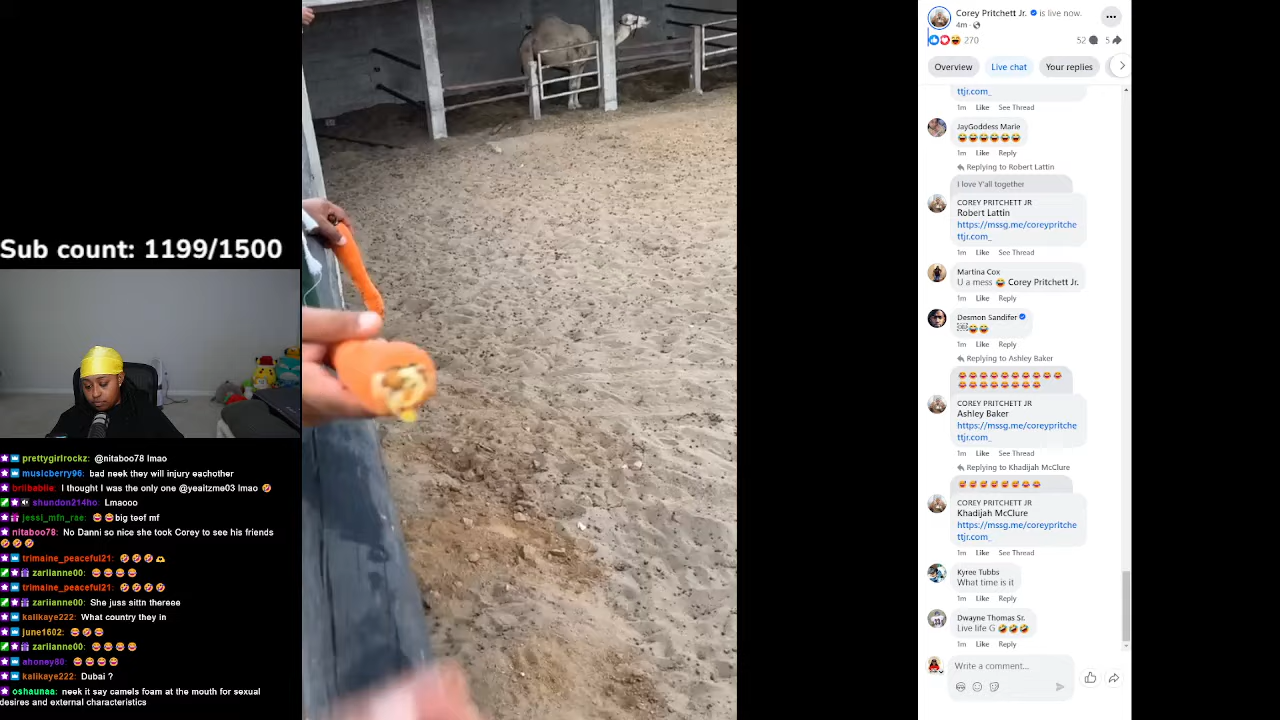 Sub count: 1199/1500
prettygirlrockz: @nitaboo78 lmao
musicberry96: bad neek they will injury eachother
briibabiie: I thought I was the only one @yeaitzme03 lmao 🤣
shundon214ho: Lmaooo
jessi_mfn_rae: 😂😂big teef mf
nitaboo78: No Danni so nice she took Corey to see his friends
🤣🤣🤣
trimaine_peaceful21: 🤣🤣🤣🫶
zariianne00: 😂😂😂😂
trimaine_peaceful21: 🤣🤣🤣🤣
zariianne00: She juss sittn thereee
kalikaye222: What country they in
june1602: 😂🤣😂
zariianne00: 😂😂😂😂
ahoney80: 😂😂😂😂
kalikaye222: Dubai ?
oshaunaa: neek it say camels foam at the mouth for sexual
desires and external characteristics
Corey Pritchett Jr. is live now.
4m ·
270
52
5
Overview
Live chat
Your replies
ttjr.com_
1m Like See Thread
JayGoddess Marie
😂😂😂😂😂😂
1m Like Reply
Replying to Robert Lattin
I love Y'all together
COREY PRITCHETT JR
Robert Lattin
https://mssg.me/coreypritche
ttjr.com_
1m Like See Thread
Martina Cox
U a mess 😂 Corey Pritchett Jr.
1m Like Reply
Desmon Sandifer
😂😂
1m Like Reply
Replying to Ashley Baker
😂😂😂😂😂😂😂😂😂😂
😂😂😂😂😂😂😂😂
COREY PRITCHETT JR
Ashley Baker
https://mssg.me/coreypritche
ttjr.com_
1m Like See Thread
Replying to Khadijah McClure
😅😅😅😅😅😅😂😂
COREY PRITCHETT JR
Khadijah McClure
https://mssg.me/coreypritche
ttjr.com_
1m Like See Thread
Kyree Tubbs
What time is it
1m Like Reply
Dwayne Thomas Sr.
Live life G 🤣🤣🤣
1m Like Reply
Write a comment...